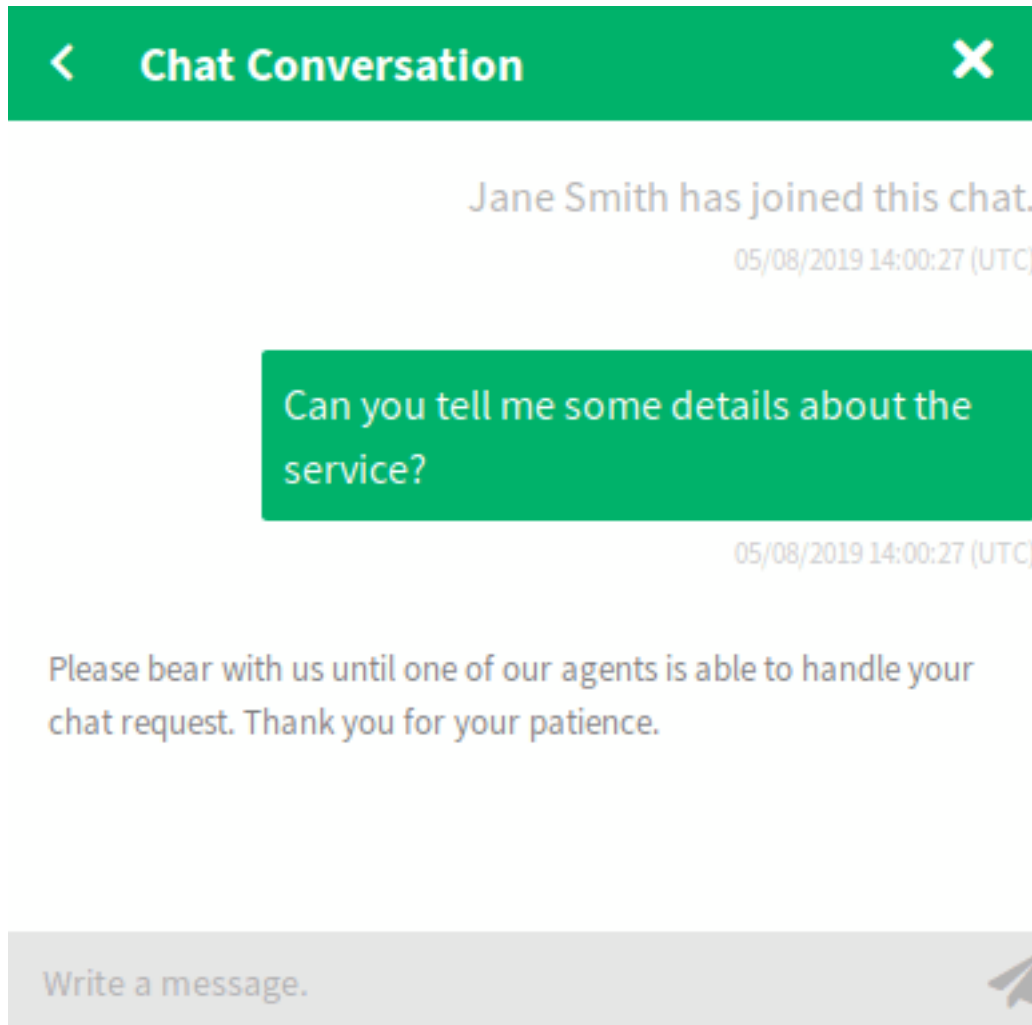 Chat Conversation
Jane Smith has joined this chat.
05/08/2019 14:00:27 (UTC)
Can you tell me some details about the
service?
05/08/2019 14:00:27 (UTC)
Please bear with us until one of our agents is able to handle your
chat request. Thank you for your patience.
Write a message.